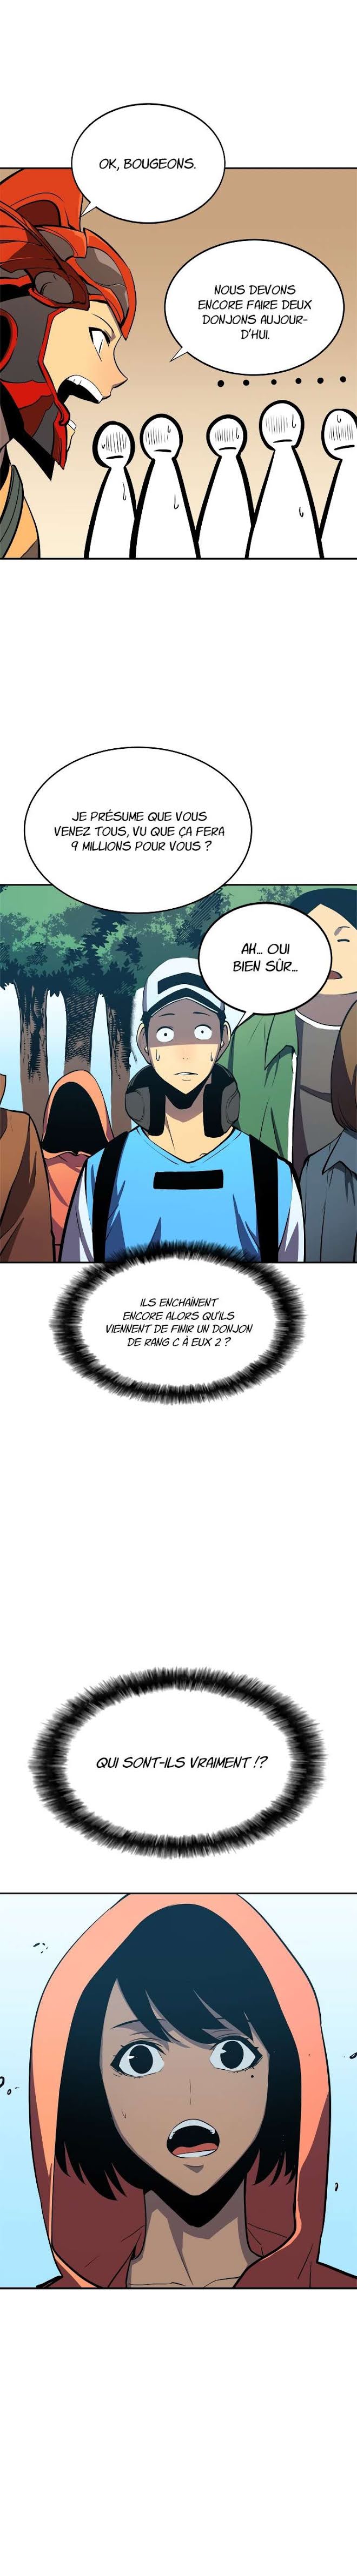 OK, BOUGEONS.
NOUS DEVONS
ENCORE FAIRE DEUX
DONJONS AUJOUR-
D'HUI.
JE PRÉSUME QUE VOUS
VENEZ TOUS, VU QUE ÇA FERA
9 MILLIONS POUR VOUS ?
AH... OUI
BIEN SÛR...
ILS ENCHAÎNENT
ENCORE ALORS QU'ILS
VIENNENT DE FINIR UN DONJON
DE RANG C À EUX 2 ?
QUI SONT-ILS VRAIMENT !?